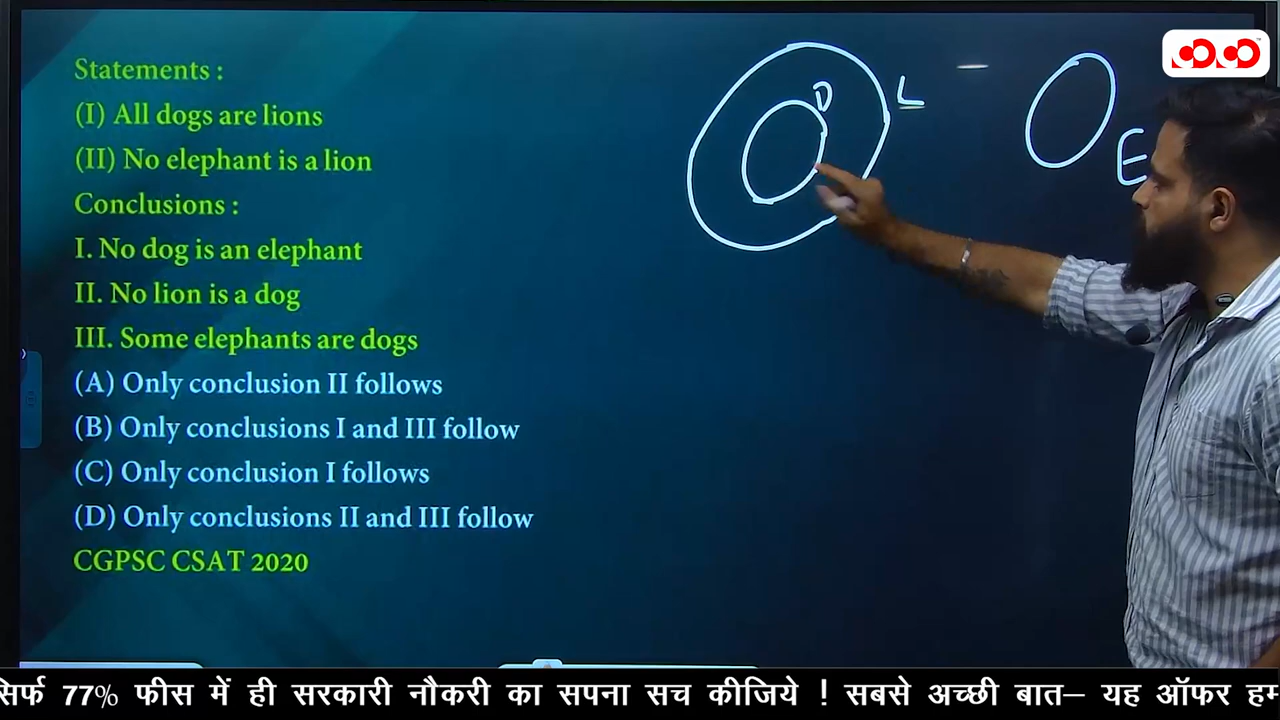 Statements :
(I) All dogs are lions
(II) No elephant is a lion
Conclusions :
I. No dog is an elephant
II. No lion is a dog
III. Some elephants are dogs
(A) Only conclusion II follows
(B) Only conclusions I and III follow
(C) Only conclusion I follows
(D) Only conclusions II and III follow
CGPSC CSAT 2020
D
L
E
सिर्फ 77% फीस में ही सरकारी नौकरी का सपना सच कीजिये ! सबसे अच्छी बात– यह ऑफर हम